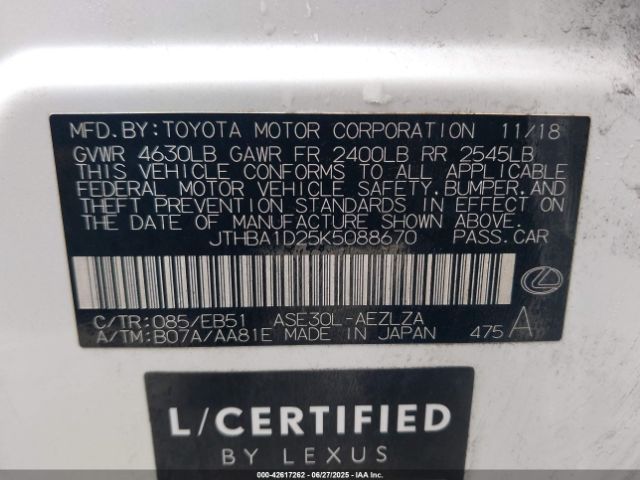 MFD.BY:TOYOTA MOTOR CORPORATION 11/18
GVWR 4630LB GAWR FR 2400LB RR 2545LB
THIS VEHICLE CONFORMS TO ALL APPLICABLE
FEDERAL MOTOR VEHICLE SAFETY.BUMPER.AND
THEFT PREVENTION STANDARDS IN EFFECT ON
THE DATE OF MANUFACTURE SHOWN ABOVE.
JTHBA1D25K5088670 PASS.CAR
C/TR:085/EB51 ASE30L-AEZLZA
A/TM:B07A/AA81E MADE IN JAPAN 475 A
L/CERTIFIED
BY LEXUS
000-42617262 - 06/27/2025 - IAA Inc.